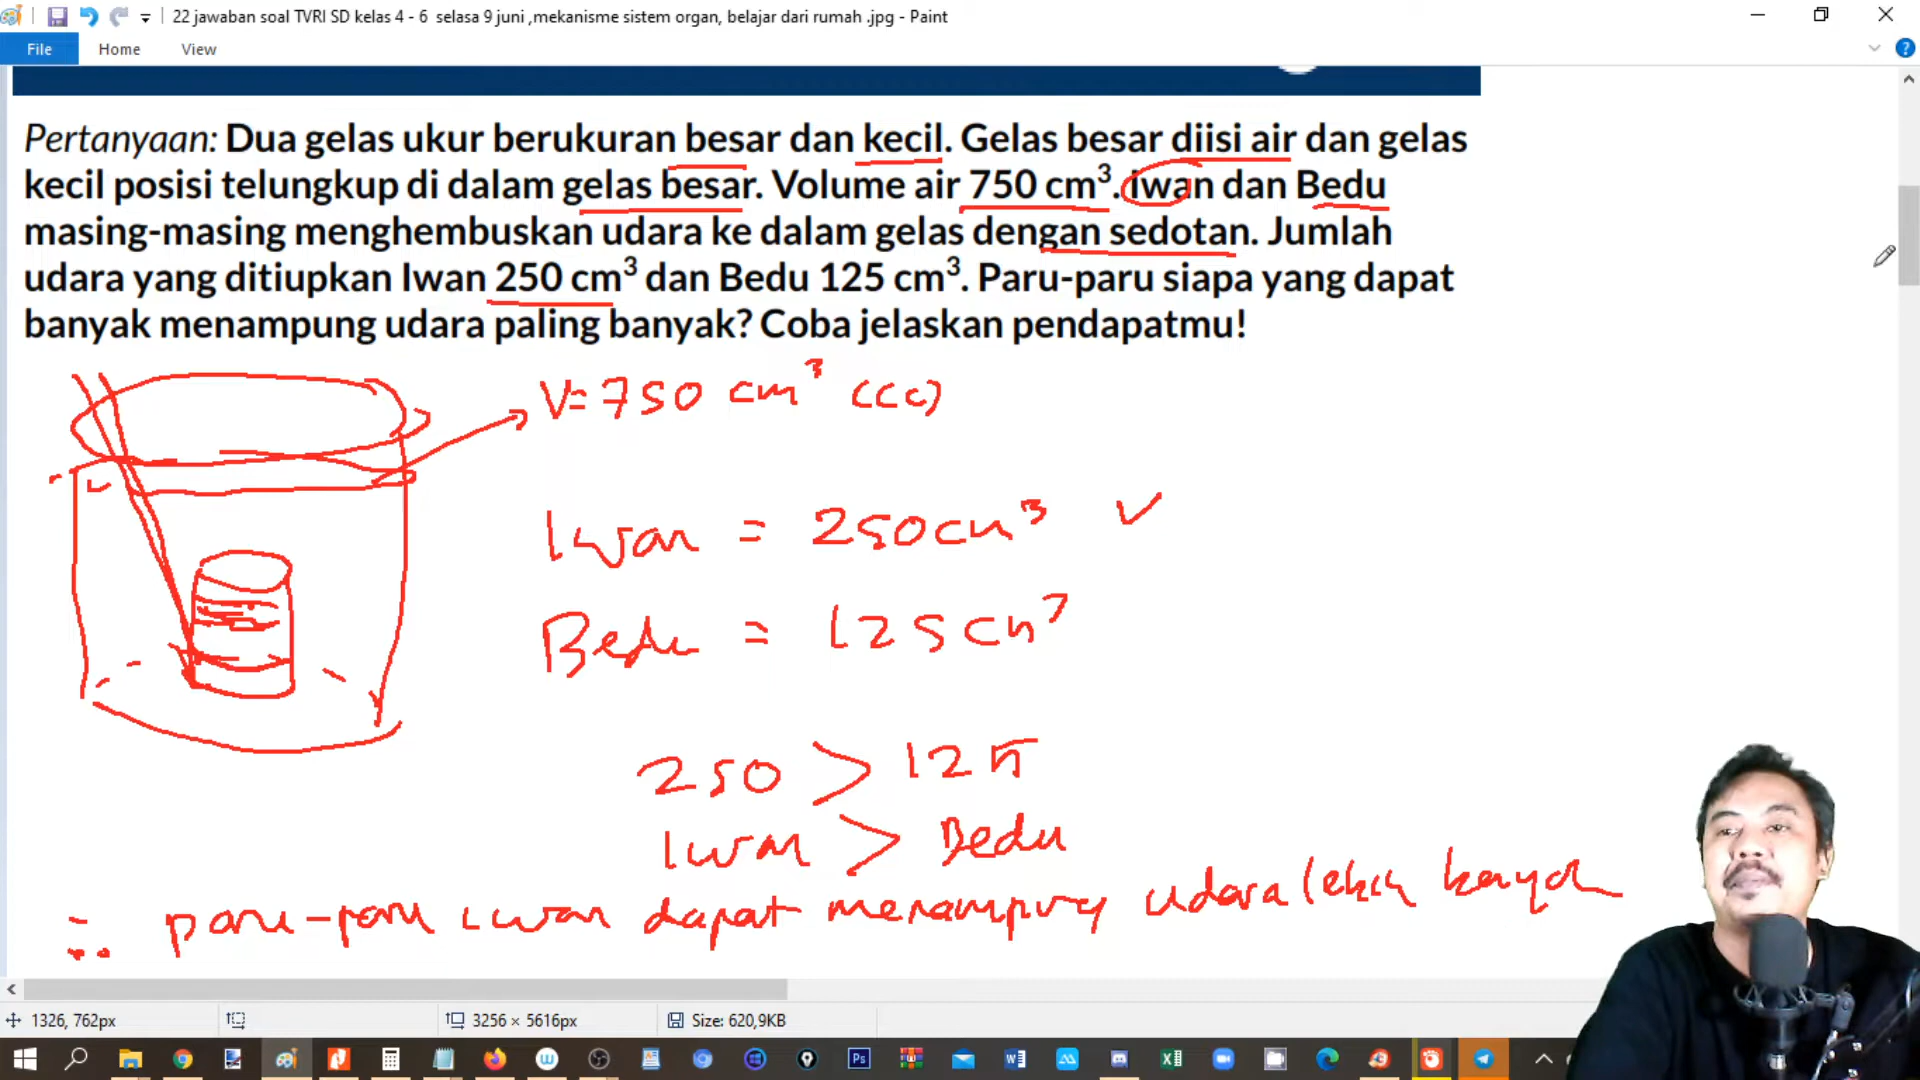 22 jawaban soal TVRI SD kelas 4 - 6 selasa 9 juni ,mekanisme sistem organ, belajar dari rumah .jpg - Paint
File Home View
Pertanyaan: Dua gelas ukur berukuran besar dan kecil. Gelas besar diisi air dan gelas
kecil posisi telungkup di dalam gelas besar. Volume air 750 cm³. Iwan dan Bedu
masing-masing menghembuskan udara ke dalam gelas dengan sedotan. Jumlah
udara yang ditiupkan Iwan 250 cm³ dan Bedu 125 cm³. Paru-paru siapa yang dapat
banyak menampung udara paling banyak? Coba jelaskan pendapatmu!
V= 750 cm³ (cc)
Iwan = 250 cm³ ✓
Bedu = 125 cm³
250 > 125
Iwan > Bedu
∴ paru-paru iwan dapat menampung udara lebih banyak
1326, 762px
3256 × 5616px
Size: 620,9KB